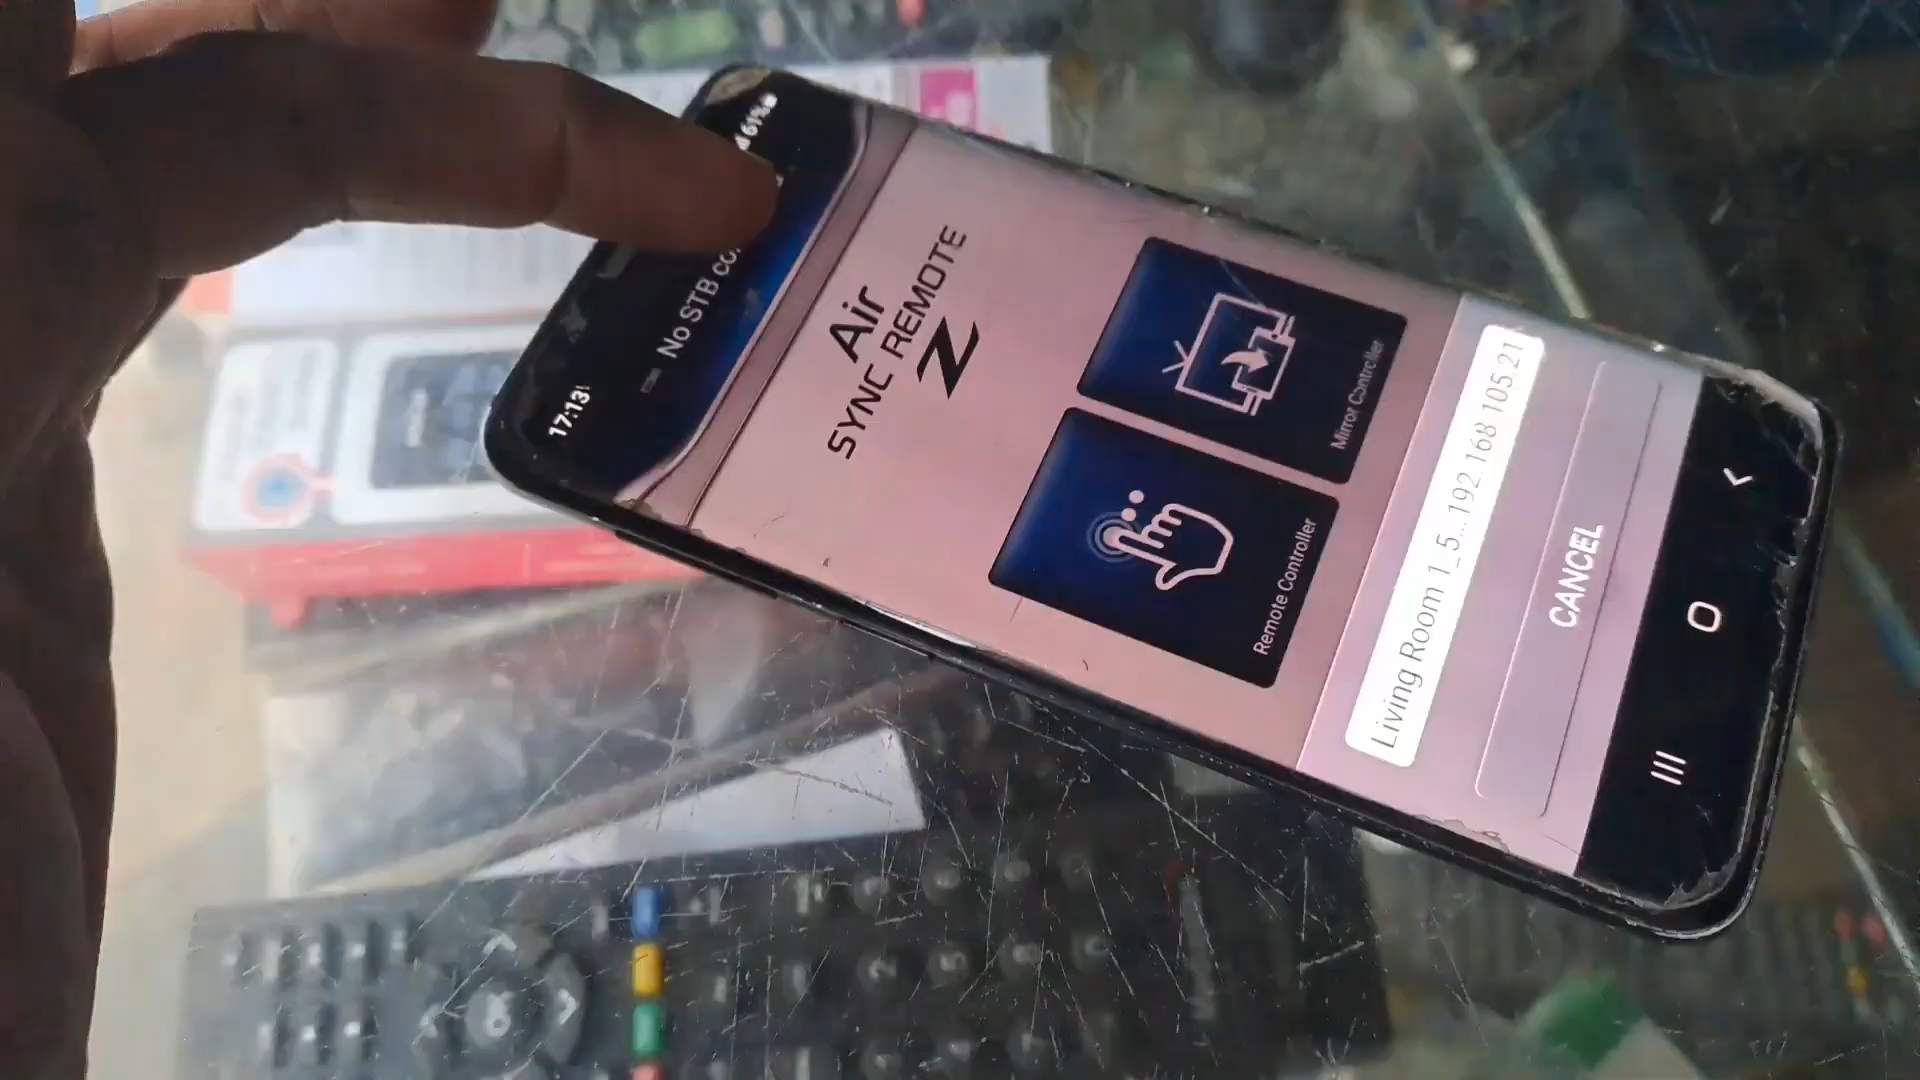 17:13
61%
No STB co
Air
SYNC REMOTE
Z
Remote Controller
Mirror Controller
Living Room 1_5...192.168.105.21
CANCEL